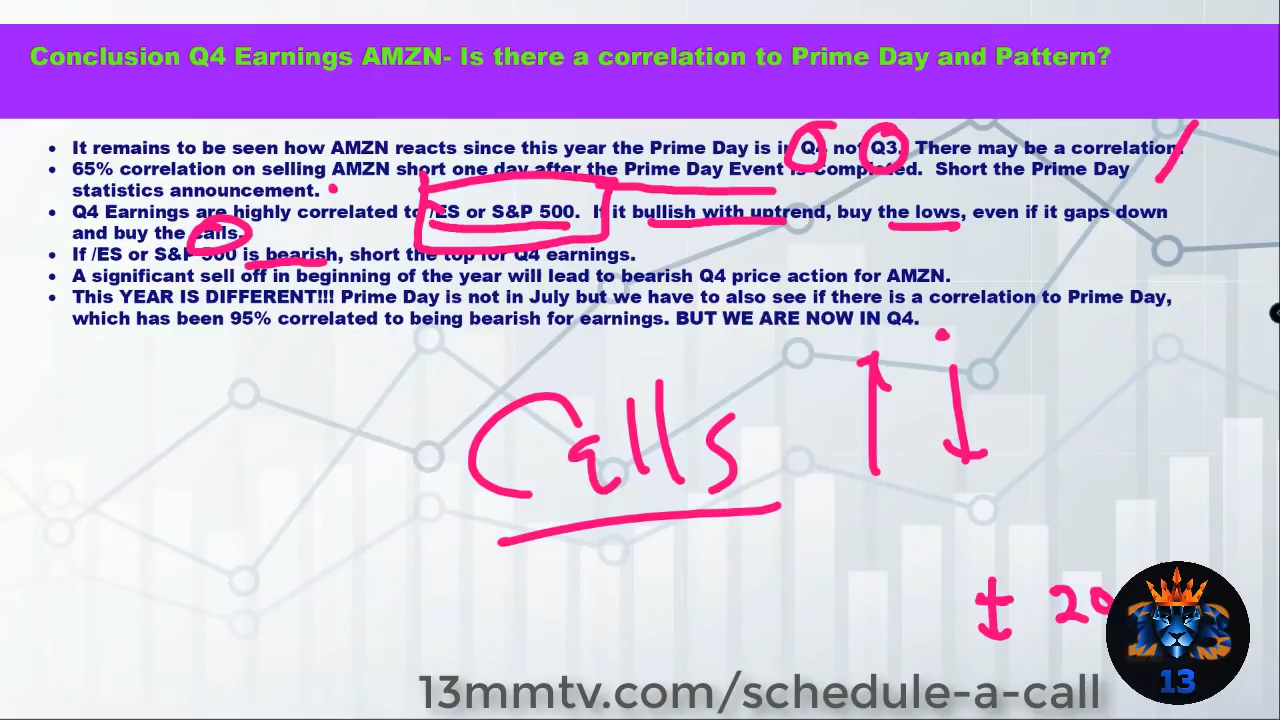 Conclusion Q4 Earnings AMZN- Is there a correlation to Prime Day and Pattern?
• It remains to be seen how AMZN reacts since this year the Prime Day is in Q4 not Q3. There may be a correlation.
• 65% correlation on selling AMZN short one day after the Prime Day Event is completed. Short the Prime Day
statistics announcement.
• Q4 Earnings are highly correlated to /ES or S&P 500. If it bullish with uptrend, buy the lows, even if it gaps down
and buy the calls.
• If /ES or S&P 500 is bearish, short the top for Q4 earnings.
• A significant sell off in beginning of the year will lead to bearish Q4 price action for AMZN.
• This YEAR IS DIFFERENT!!! Prime Day is not in July but we have to also see if there is a correlation to Prime Day,
which has been 95% correlated to being bearish for earnings. BUT WE ARE NOW IN Q4.
Calls
± 20
13
13
13mmtv.com/schedule-a-call